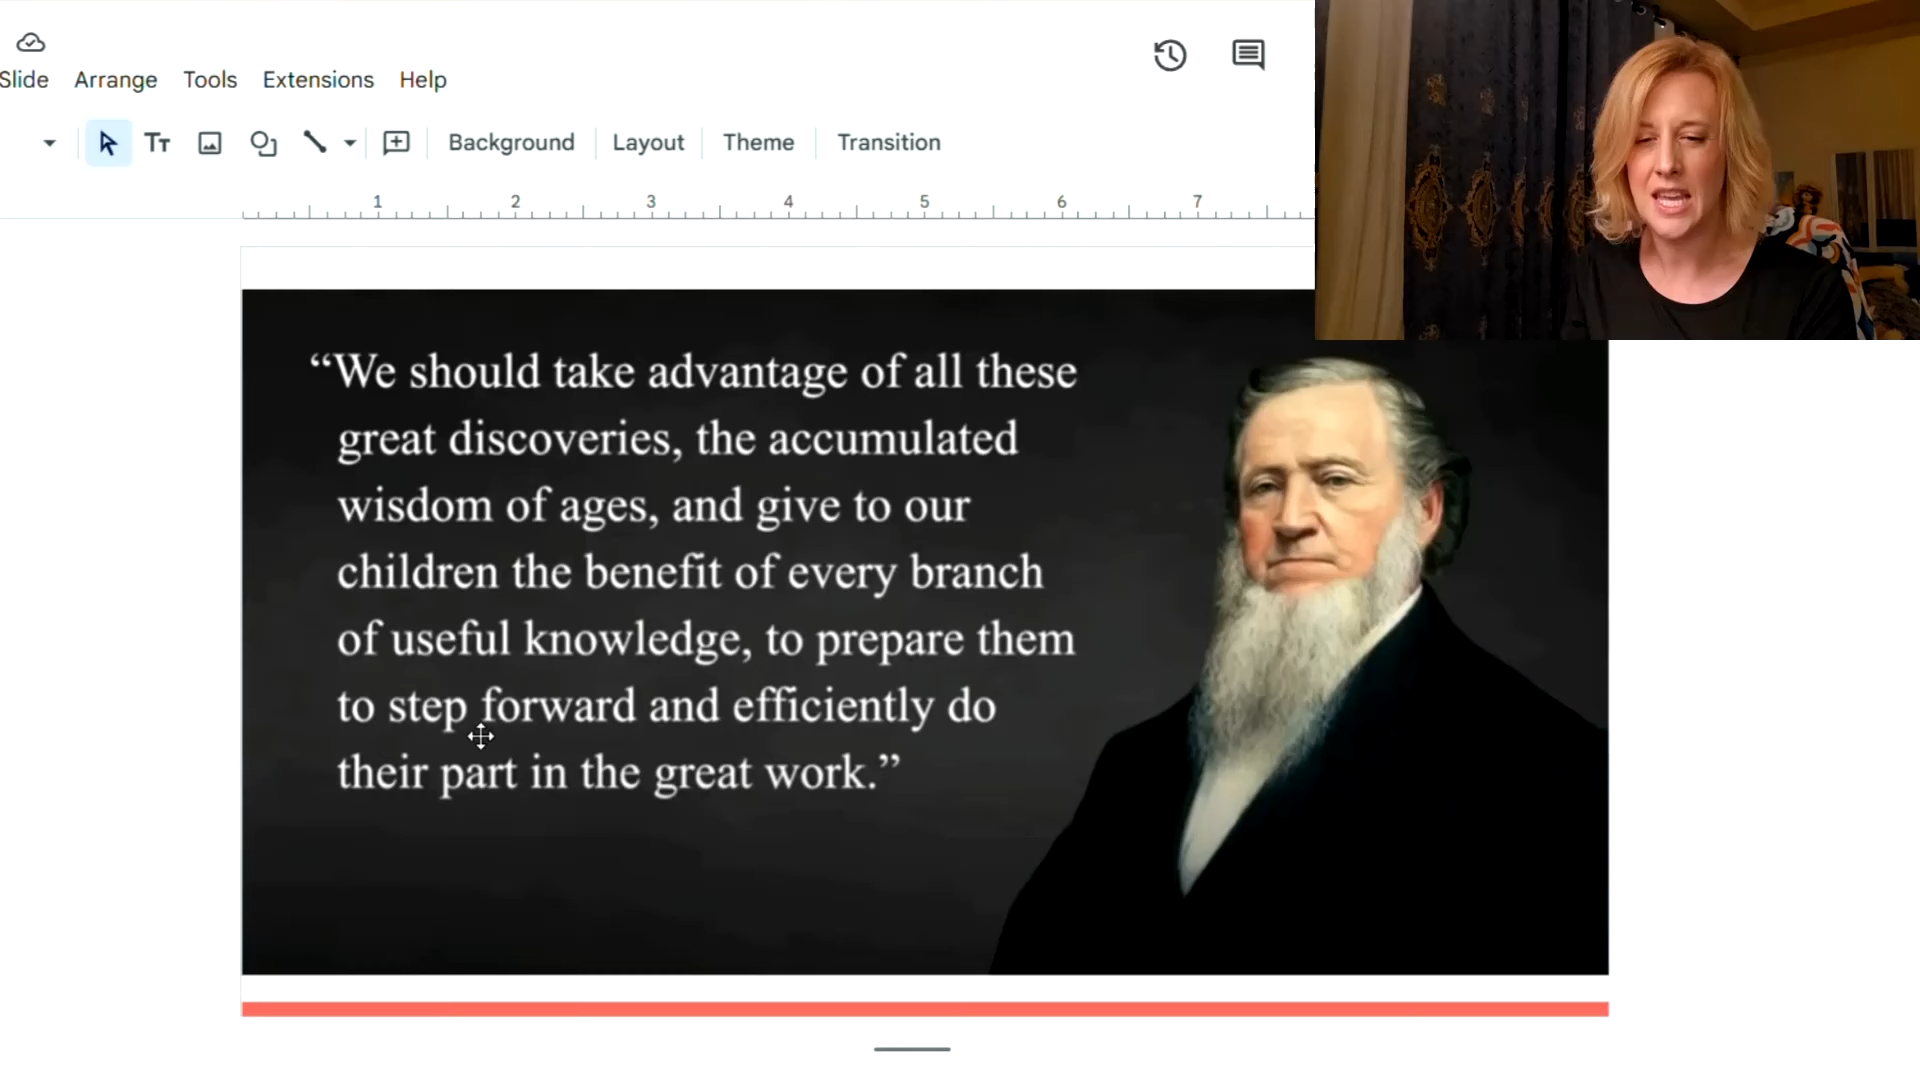 Slide Arrange Tools Extensions Help
Background Layout Theme Transition
1 2 3 4 5 6 7
“We should take advantage of all these
great discoveries, the accumulated
wisdom of ages, and give to our
children the benefit of every branch
of useful knowledge, to prepare them
to step forward and efficiently do
their part in the great work.”